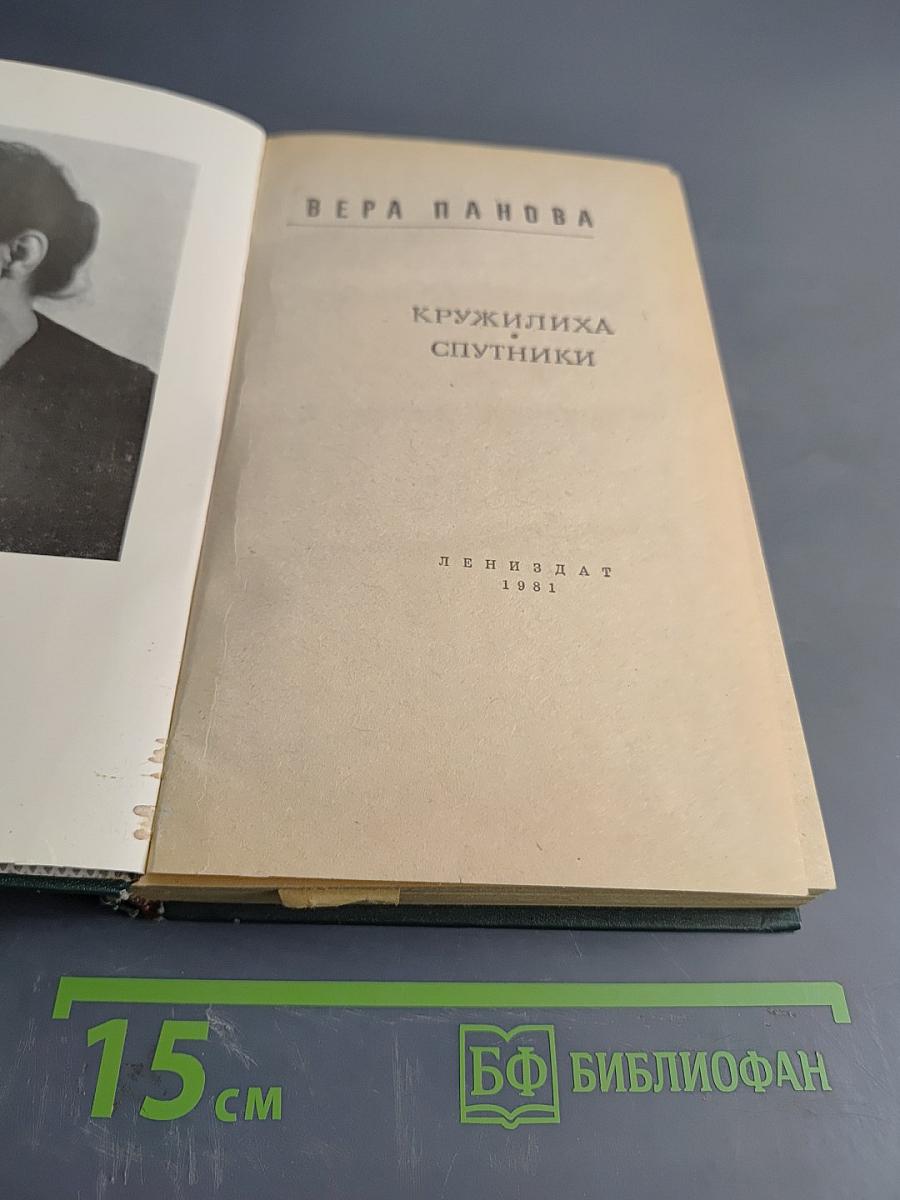 ВЕРА ПАНОВА
КРУЖИЛИХА
СПУТНИКИ
ЛЕНИЗДАТ
1981
15 см
БФ БИБЛИОФАН